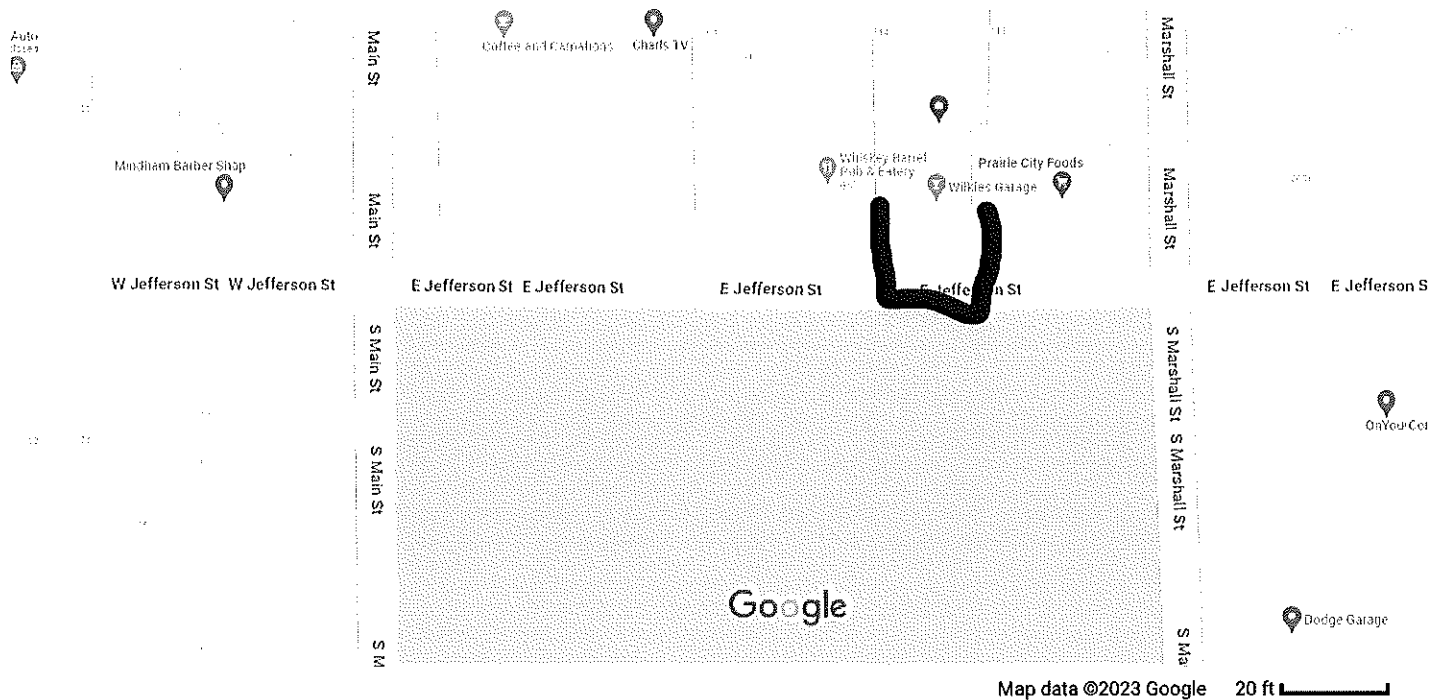 Auto
Main St
Coffee and Carnations
Charls TV
Marshall St
Mindham Barber Shop
Whiskey Barrel
Pub & Eatery
Wilkies Garage
Prairie City Foods
Main St
Marshall St
W Jefferson St W Jefferson St
E Jefferson St E Jefferson St
E Jefferson St
E Jefferson St
E Jefferson St E Jefferson S
S Main St
S Marshall St
OnYou
S Main St
S Marshall St
Google
Dodge Garage
S M
S Ma
Map data ©2023 Google 20 ft